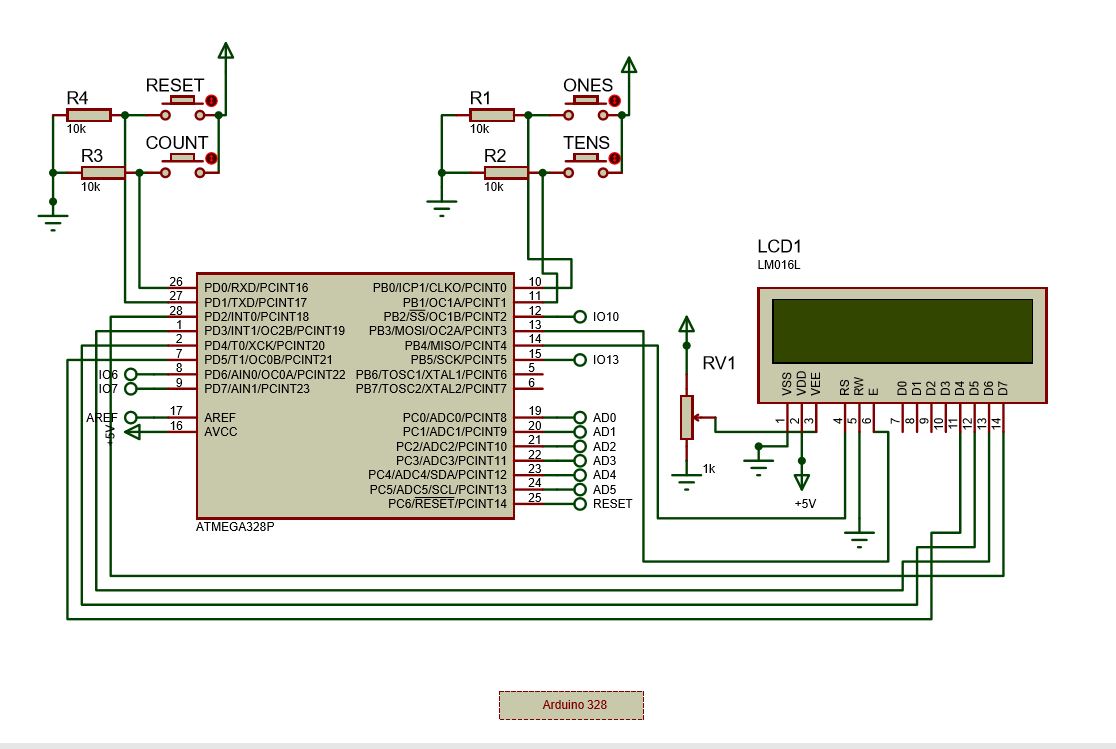 RESET
R4
10k
COUNT
R3
10k
ONES
R1
10k
TENS
R2
10k
LCD1
LM016L
26 PD0/RXD/PCINT16
27 PD1/TXD/PCINT17
28 PD2/INT0/PCINT18
1 PD3/INT1/OC2B/PCINT19
2 PD4/T0/XCK/PCINT20
7 PD5/T1/OC0B/PCINT21
IO6 8 PD6/AIN0/OC0A/PCINT22
IO7 9 PD7/AIN1/PCINT23
AREF 17 AREF
+5V 16 AVCC
PB0/ICP1/CLKO/PCINT0 10
PB1/OC1A/PCINT1 11
PB2/SS/OC1B/PCINT2 12 IO10
PB3/MOSI/OC2A/PCINT3 13
PB4/MISO/PCINT4 14
PB5/SCK/PCINT5 15 IO13
PB6/TOSC1/XTAL1/PCINT6 5
PB7/TOSC2/XTAL2/PCINT7 6
PC0/ADC0/PCINT8 19 AD0
PC1/ADC1/PCINT9 20 AD1
PC2/ADC2/PCINT10 21 AD2
PC3/ADC3/PCINT11 22 AD3
PC4/ADC4/SDA/PCINT12 23 AD4
PC5/ADC5/SCL/PCINT13 24 AD5
PC6/RESET/PCINT14 25 RESET
ATMEGA328P
RV1
1k
VSS VDD VEE RS RW E D0 D1 D2 D3 D4 D5 D6 D7
1 2 3 4 5 6 7 8 9 10 11 12 13 14
+5V
Arduino 328